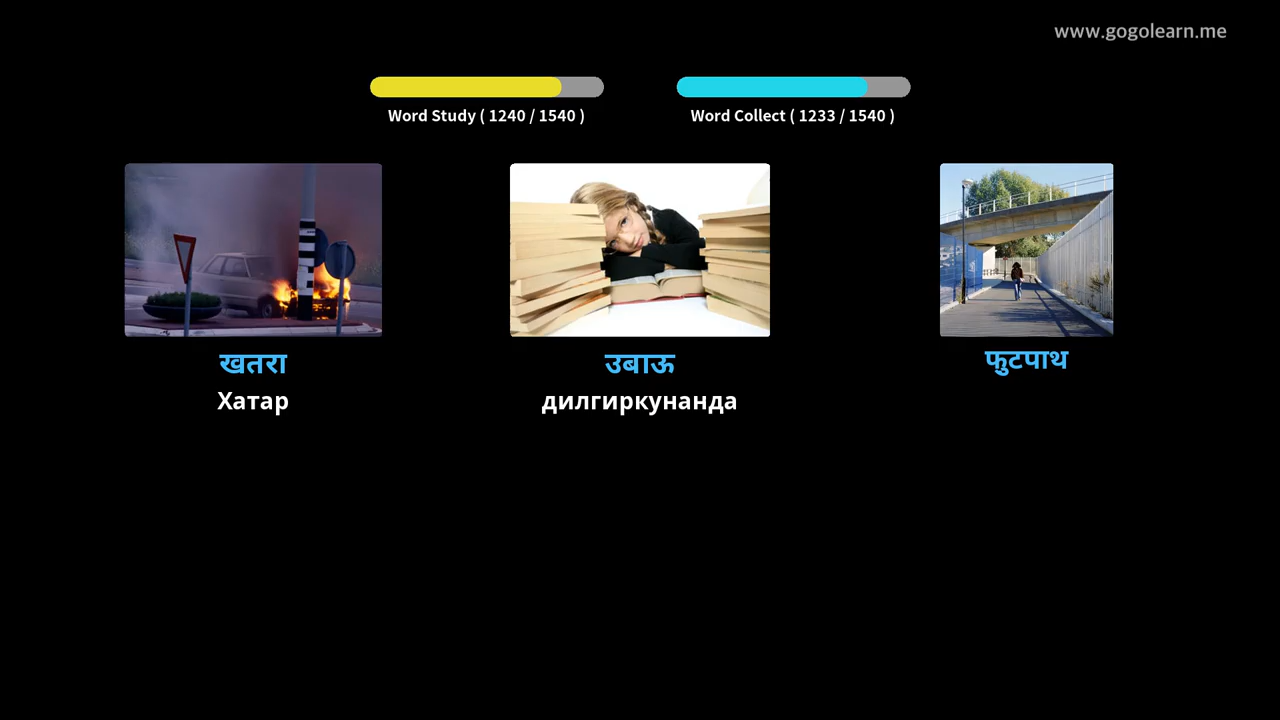 www.gogolearn.me
Word Study ( 1240 / 1540 )
Word Collect ( 1233 / 1540 )
खतरा
उबाऊ
फुटपाथ
Хатар
дилгиркунанда